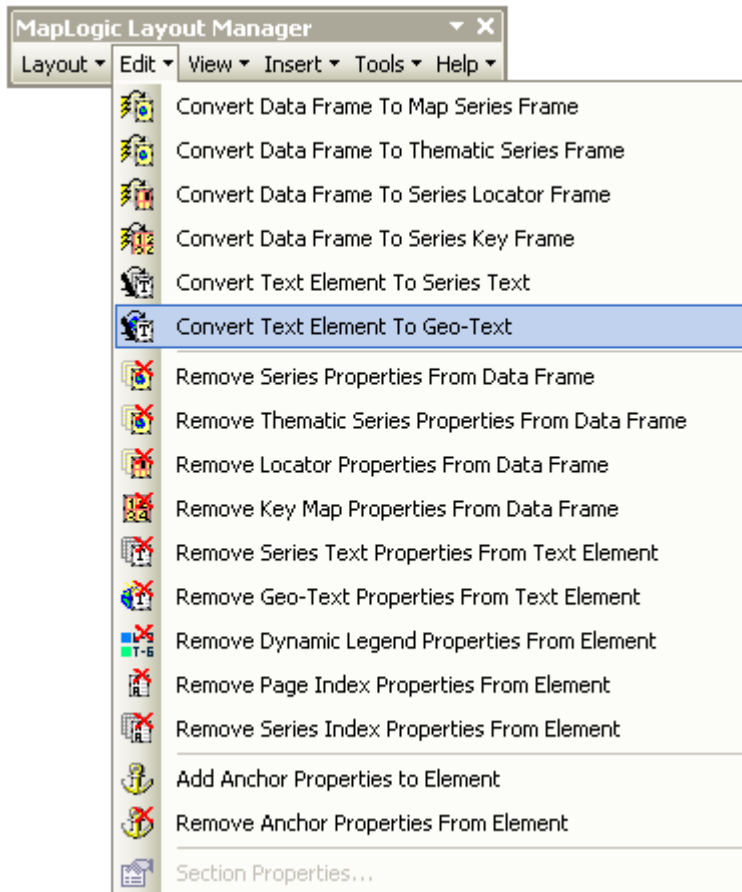 MapLogic Layout Manager
Layout Edit View Insert Tools Help
Convert Data Frame To Map Series Frame
Convert Data Frame To Thematic Series Frame
Convert Data Frame To Series Locator Frame
Convert Data Frame To Series Key Frame
Convert Text Element To Series Text
Convert Text Element To Geo-Text
Remove Series Properties From Data Frame
Remove Thematic Series Properties From Data Frame
Remove Locator Properties From Data Frame
Remove Key Map Properties From Data Frame
Remove Series Text Properties From Text Element
Remove Geo-Text Properties From Text Element
Remove Dynamic Legend Properties From Element
Remove Page Index Properties From Element
Remove Series Index Properties From Element
Add Anchor Properties to Element
Remove Anchor Properties From Element
Section Properties...